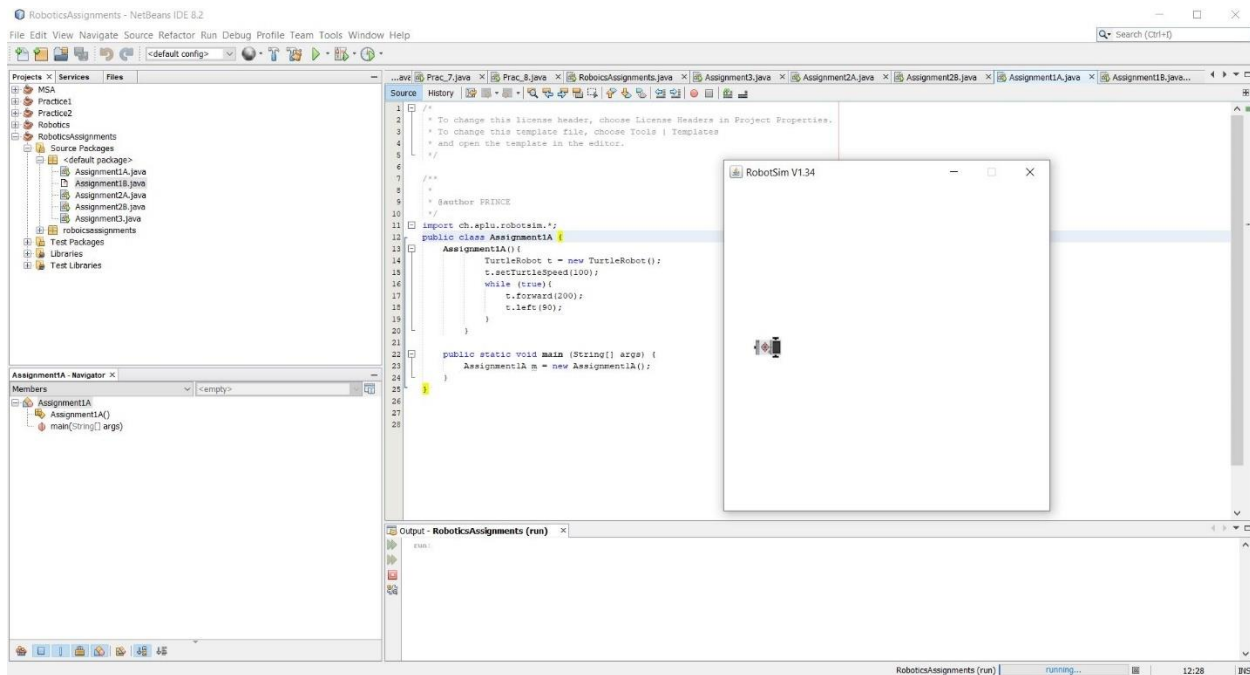 RoboticsAssignments - NetBeans IDE 8.2
File Edit View Navigate Source Refactor Run Debug Profile Team Tools Window Help
Search (Ctrl+I)
<default config>
Projects Services Files
MSA
Practice1
Practice2
Robotics
RoboticsAssignments
Source Packages
<default package>
Assignment1A.java
Assignment1B.java
Assignment2A.java
Assignment2B.java
Assignment3.java
roboicsassignments
Test Packages
Libraries
Test Libraries
Assignment1A - Navigator
Members <empty>
Assignment1A
Assignment1A()
main(String[] args)
...ava Prac_7.java Prac_8.java RoboicsAssignments.java Assignment3.java Assignment2A.java Assignment2B.java Assignment1A.java Assignment1B.java...
Source History
1 /*
2 * To change this license header, choose License Headers in Project Properties.
3 * To change this template file, choose Tools | Templates
4 * and open the template in the editor.
5 */
6
7 /**
8 *
9 * @author PRINCE
10 */
11 import ch.aplu.robotsim.*;
12 public class Assignment1A {
13 Assignment1A(){
14 TurtleRobot t = new TurtleRobot();
15 t.setTurtleSpeed(100);
16 while (true){
17 t.forward(200);
18 t.left(90);
19 }
20 }
21
22 public static void main (String[] args) {
23 Assignment1A m = new Assignment1A();
24 }
25 }
26
27
28
RobotSim V1.34
Output - RoboticsAssignments (run)
run:
RoboticsAssignments (run) running... 12:28 INS